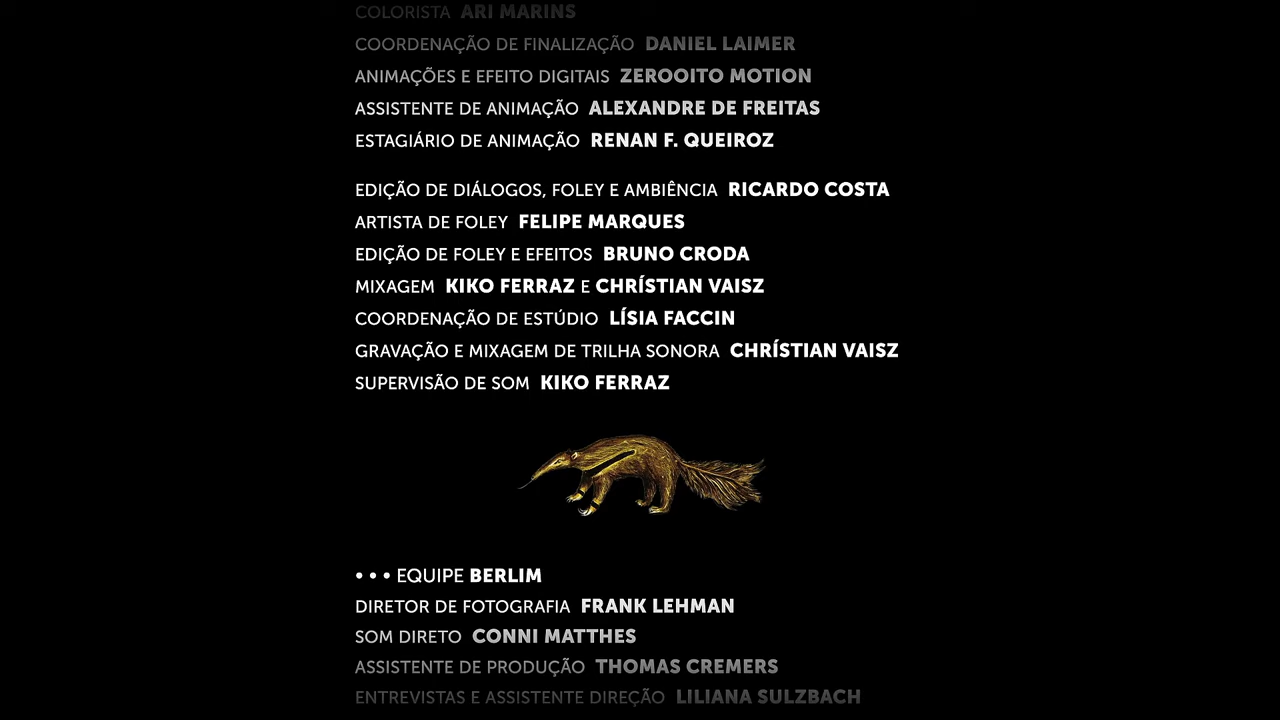 COLORISTA ARI MARINS
COORDENAÇÃO DE FINALIZAÇÃO DANIEL LAIMER
ANIMAÇÕES E EFEITO DIGITAIS ZEROOITO MOTION
ASSISTENTE DE ANIMAÇÃO ALEXANDRE DE FREITAS
ESTAGIÁRIO DE ANIMAÇÃO RENAN F. QUEIROZ
EDIÇÃO DE DIÁLOGOS, FOLEY E AMBIÊNCIA RICARDO COSTA
ARTISTA DE FOLEY FELIPE MARQUES
EDIÇÃO DE FOLEY E EFEITOS BRUNO CRODA
MIXAGEM KIKO FERRAZ E CHRÍSTIAN VAISZ
COORDENAÇÃO DE ESTÚDIO LÍSIA FACCIN
GRAVAÇÃO E MIXAGEM DE TRILHA SONORA CHRÍSTIAN VAISZ
SUPERVISÃO DE SOM KIKO FERRAZ
• • • EQUIPE BERLIM
DIRETOR DE FOTOGRAFIA FRANK LEHMAN
SOM DIRETO CONNI MATTHES
ASSISTENTE DE PRODUÇÃO THOMAS CREMERS
ENTREVISTAS E ASSISTENTE DIREÇÃO LILIANA SULZBACH